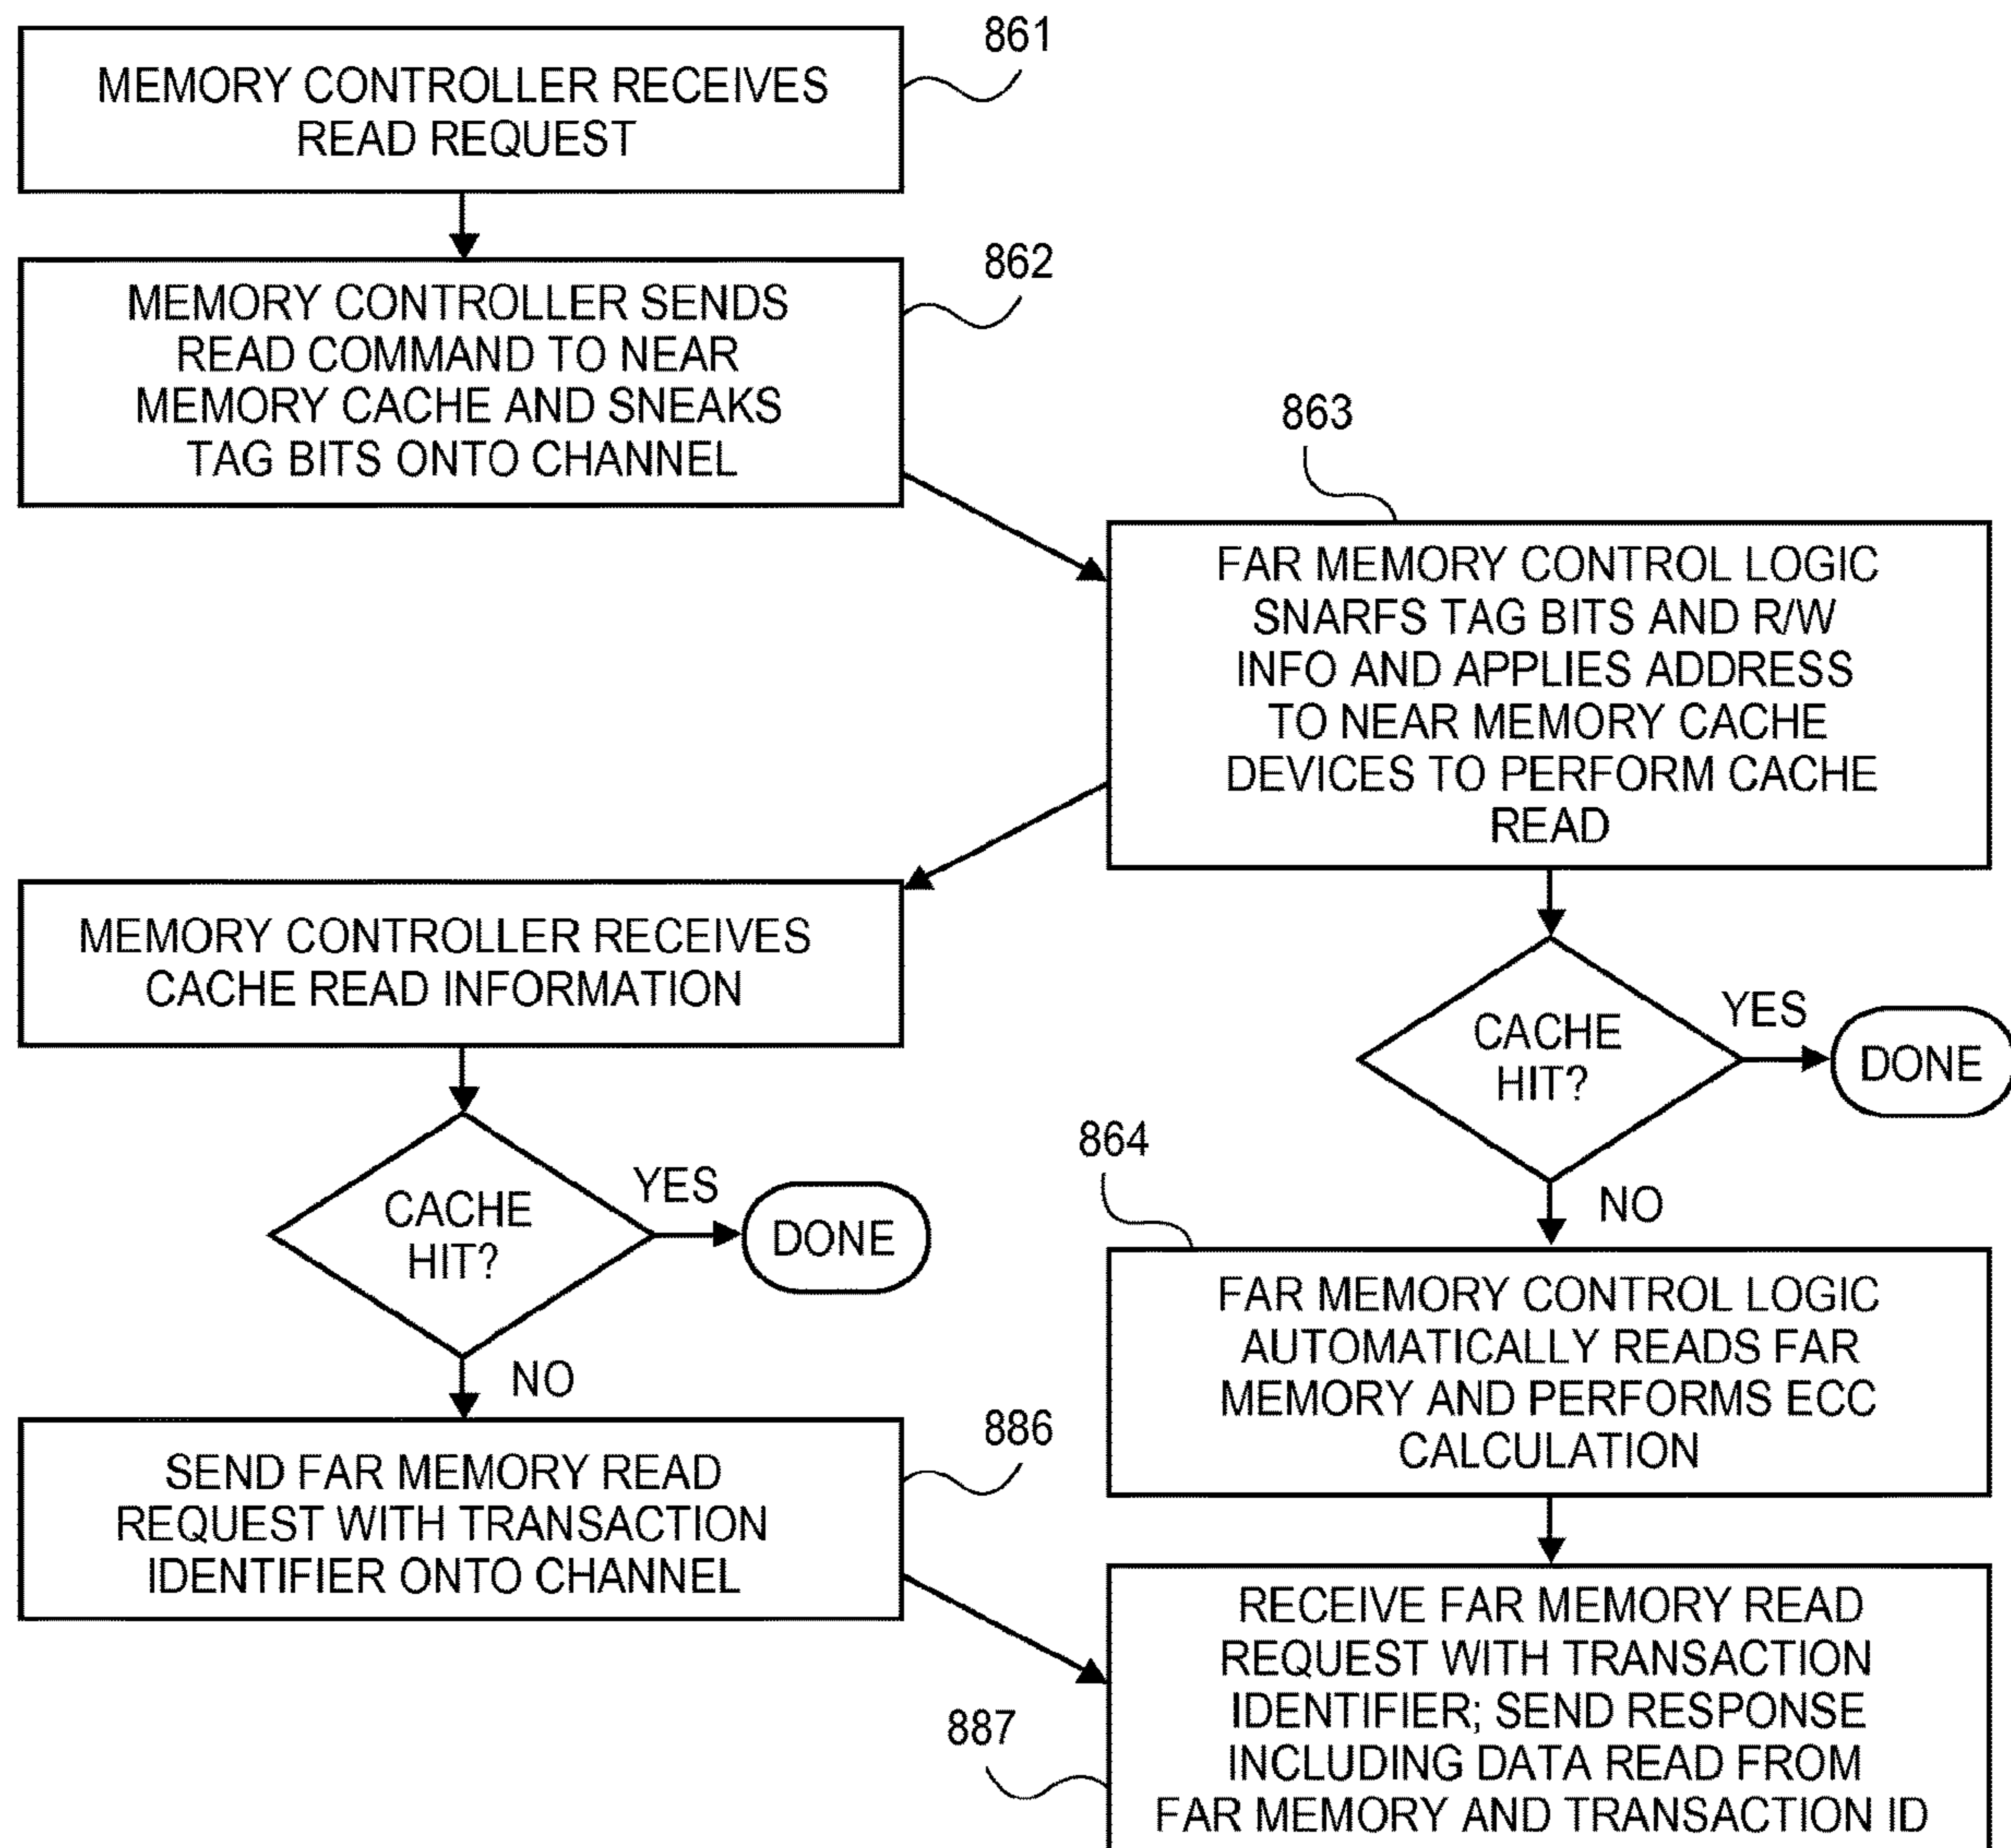 861
MEMORY CONTROLLER RECEIVES
READ REQUEST
862
MEMORY CONTROLLER SENDS
READ COMMAND TO NEAR
MEMORY CACHE AND SNEAKS
TAG BITS ONTO CHANNEL
863
FAR MEMORY CONTROL LOGIC
SNARFS TAG BITS AND R/W
INFO AND APPLIES ADDRESS
TO NEAR MEMORY CACHE
DEVICES TO PERFORM CACHE
READ
MEMORY CONTROLLER RECEIVES
CACHE READ INFORMATION
CACHE
HIT?
YES
DONE
NO
CACHE
HIT?
YES
DONE
NO
864
FAR MEMORY CONTROL LOGIC
AUTOMATICALLY READS FAR
MEMORY AND PERFORMS ECC
CALCULATION
886
SEND FAR MEMORY READ
REQUEST WITH TRANSACTION
IDENTIFIER ONTO CHANNEL
887
RECEIVE FAR MEMORY READ
REQUEST WITH TRANSACTION
IDENTIFIER; SEND RESPONSE
INCLUDING DATA READ FROM
FAR MEMORY AND TRANSACTION ID